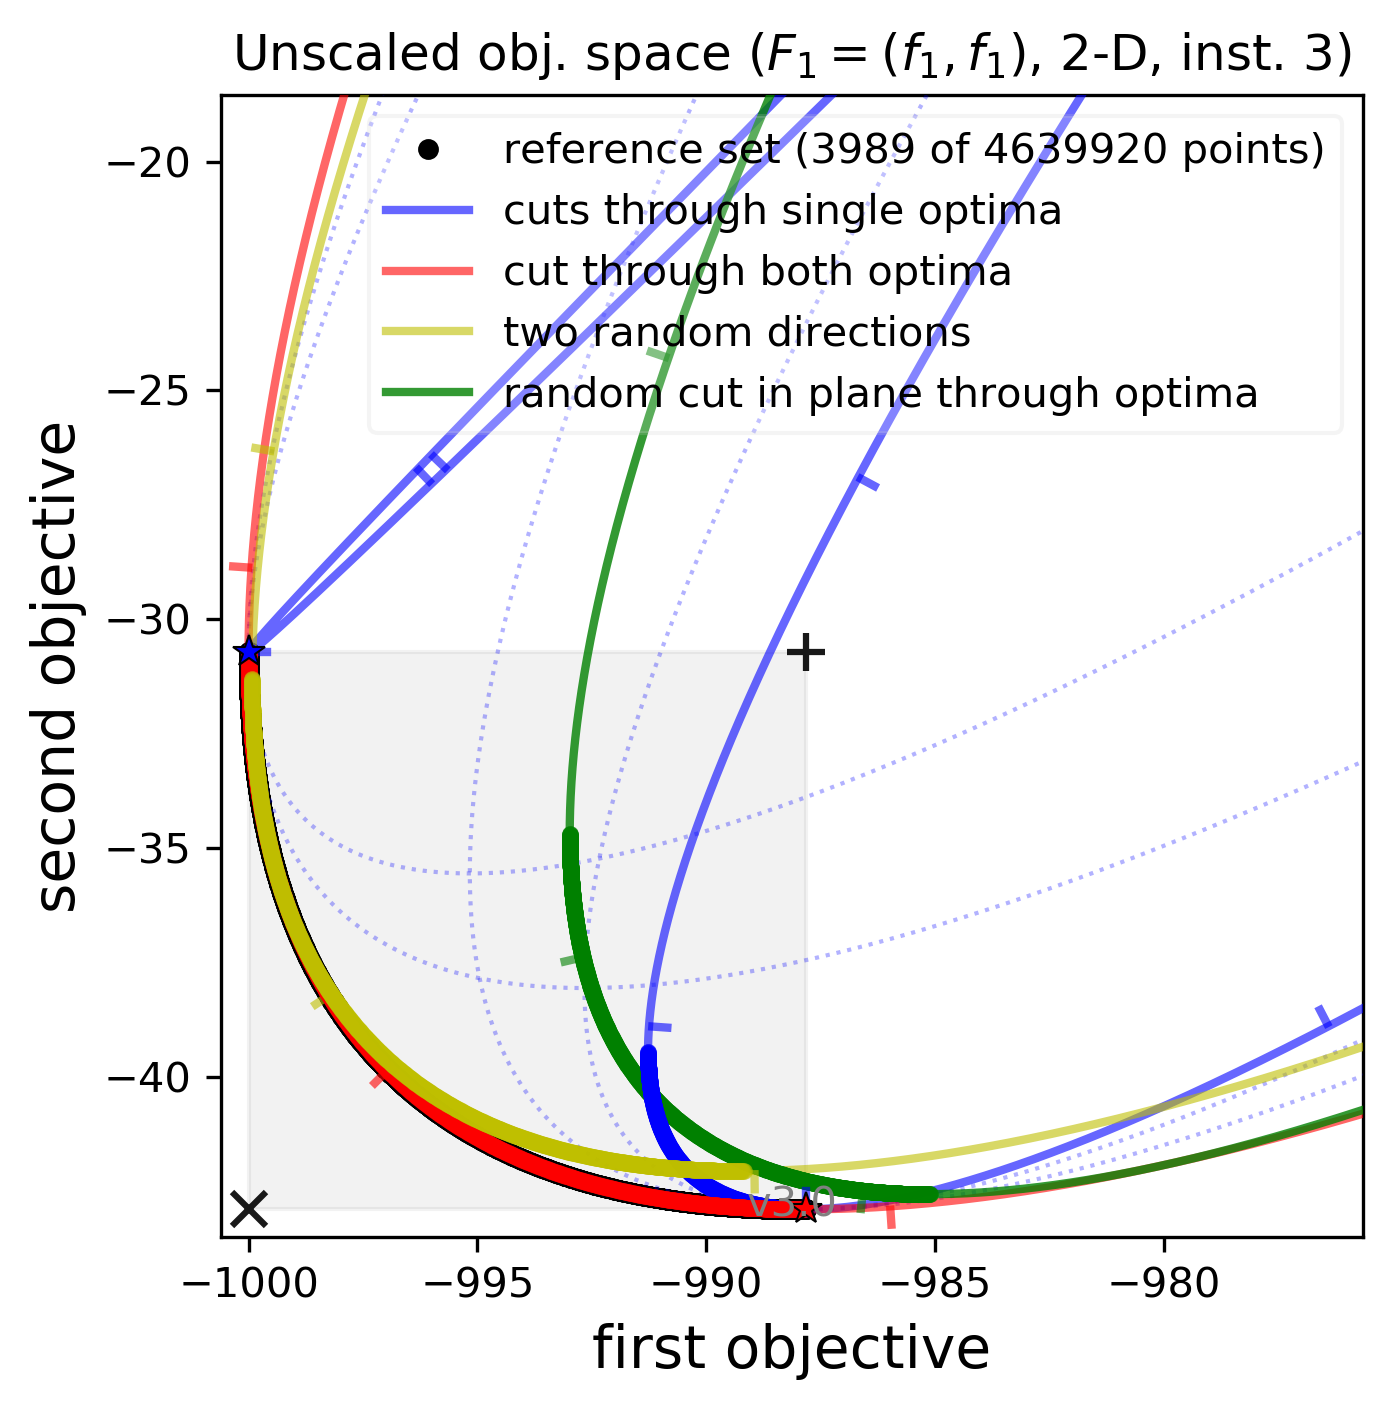 Unscaled obj. space (F₁ = (f₁, f₁), 2-D, inst. 3)
reference set (3989 of 4639920 points)
cuts through single optima
cut through both optima
two random directions
random cut in plane through optima
second objective
−20
−25
−30
−35
−40
v3.0
−1000
−995
−990
−985
−980
first objective